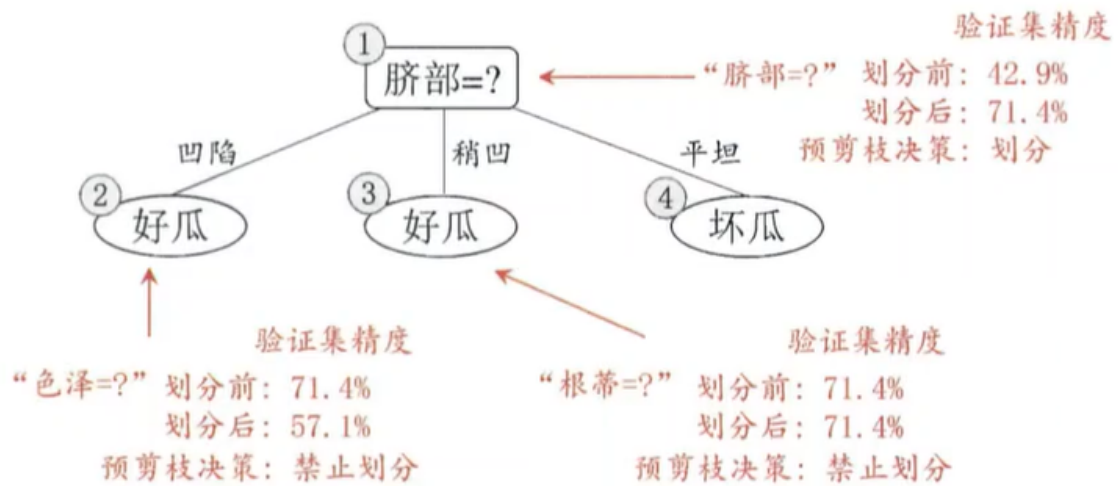 验证集精度
① 脐部=?
“脐部=?” 划分前: 42.9%
划分后: 71.4%
预剪枝决策: 划分
凹陷 稍凹 平坦
② 好瓜 ③ 好瓜 ④ 坏瓜
验证集精度
“色泽=?” 划分前: 71.4%
划分后: 57.1%
预剪枝决策: 禁止划分
验证集精度
“根蒂=?” 划分前: 71.4%
划分后: 71.4%
预剪枝决策: 禁止划分